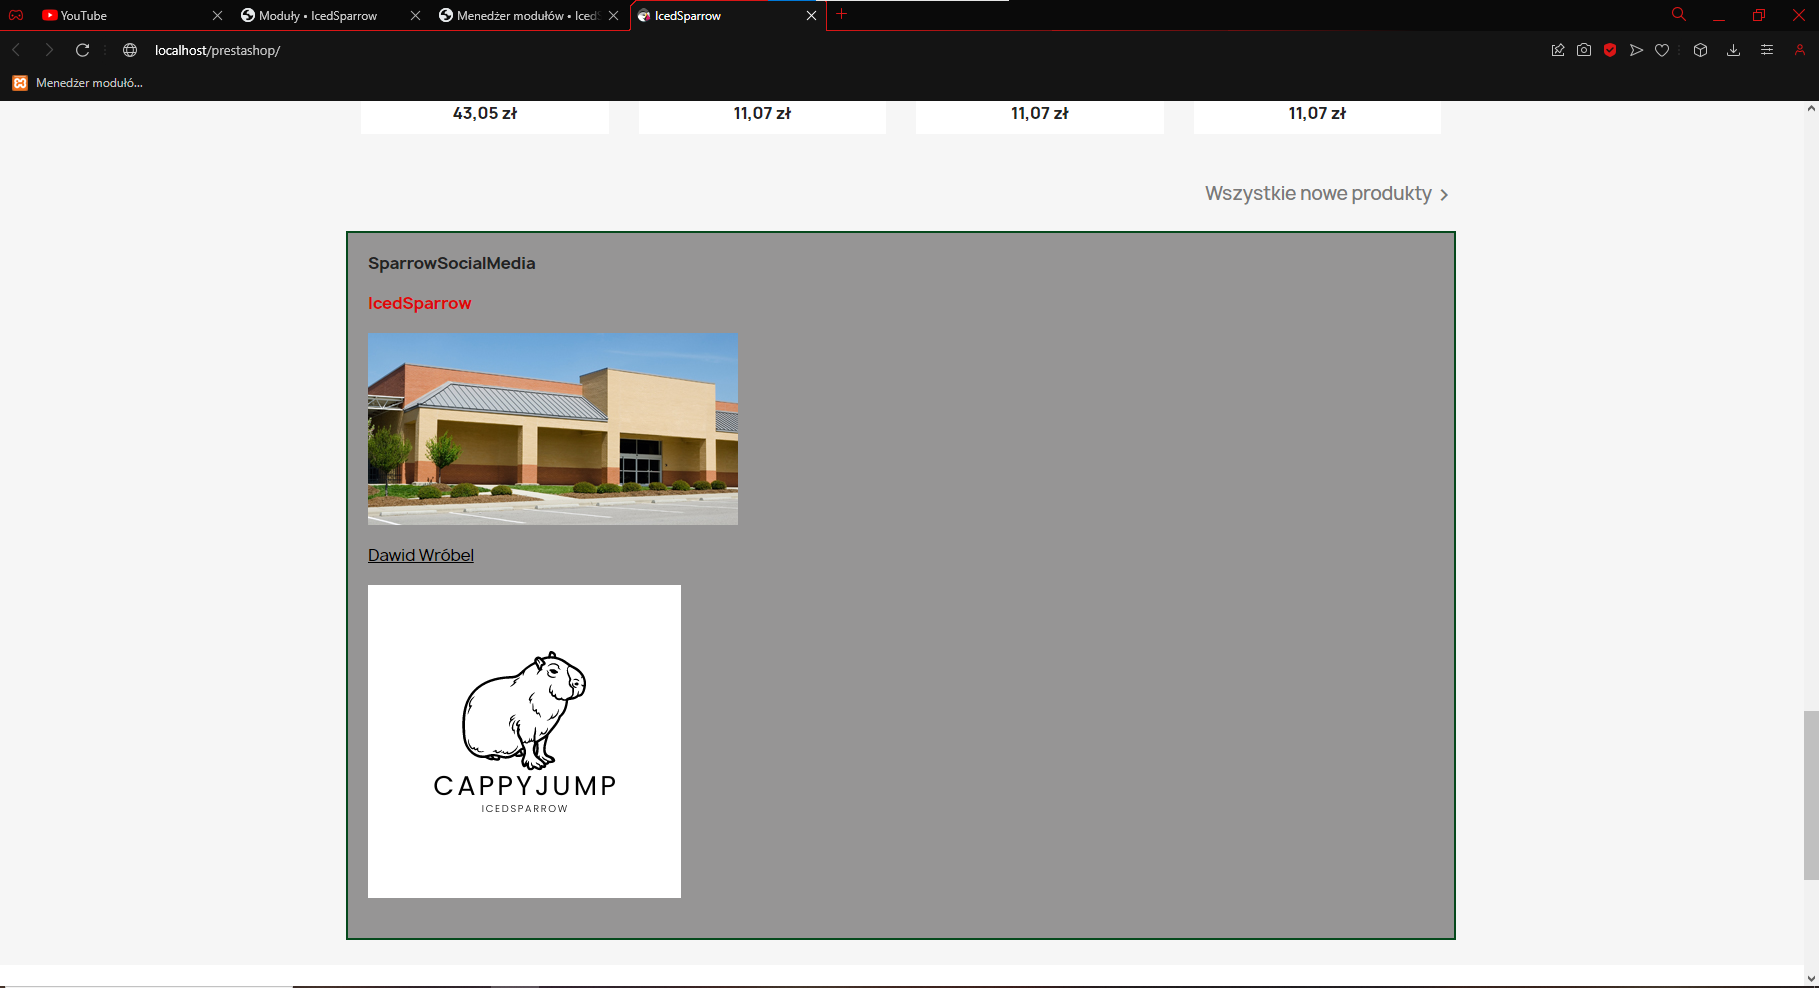 YouTube
Moduły • IcedSparrow
Menedżer modułów • Iced
IcedSparrow
localhost/prestashop/
Menedżer modułó...
43,05 zł
11,07 zł
11,07 zł
11,07 zł
Wszystkie nowe produkty
SparrowSocialMedia
IcedSparrow
Dawid Wróbel
CAPPYJUMP
ICEDSPARROW